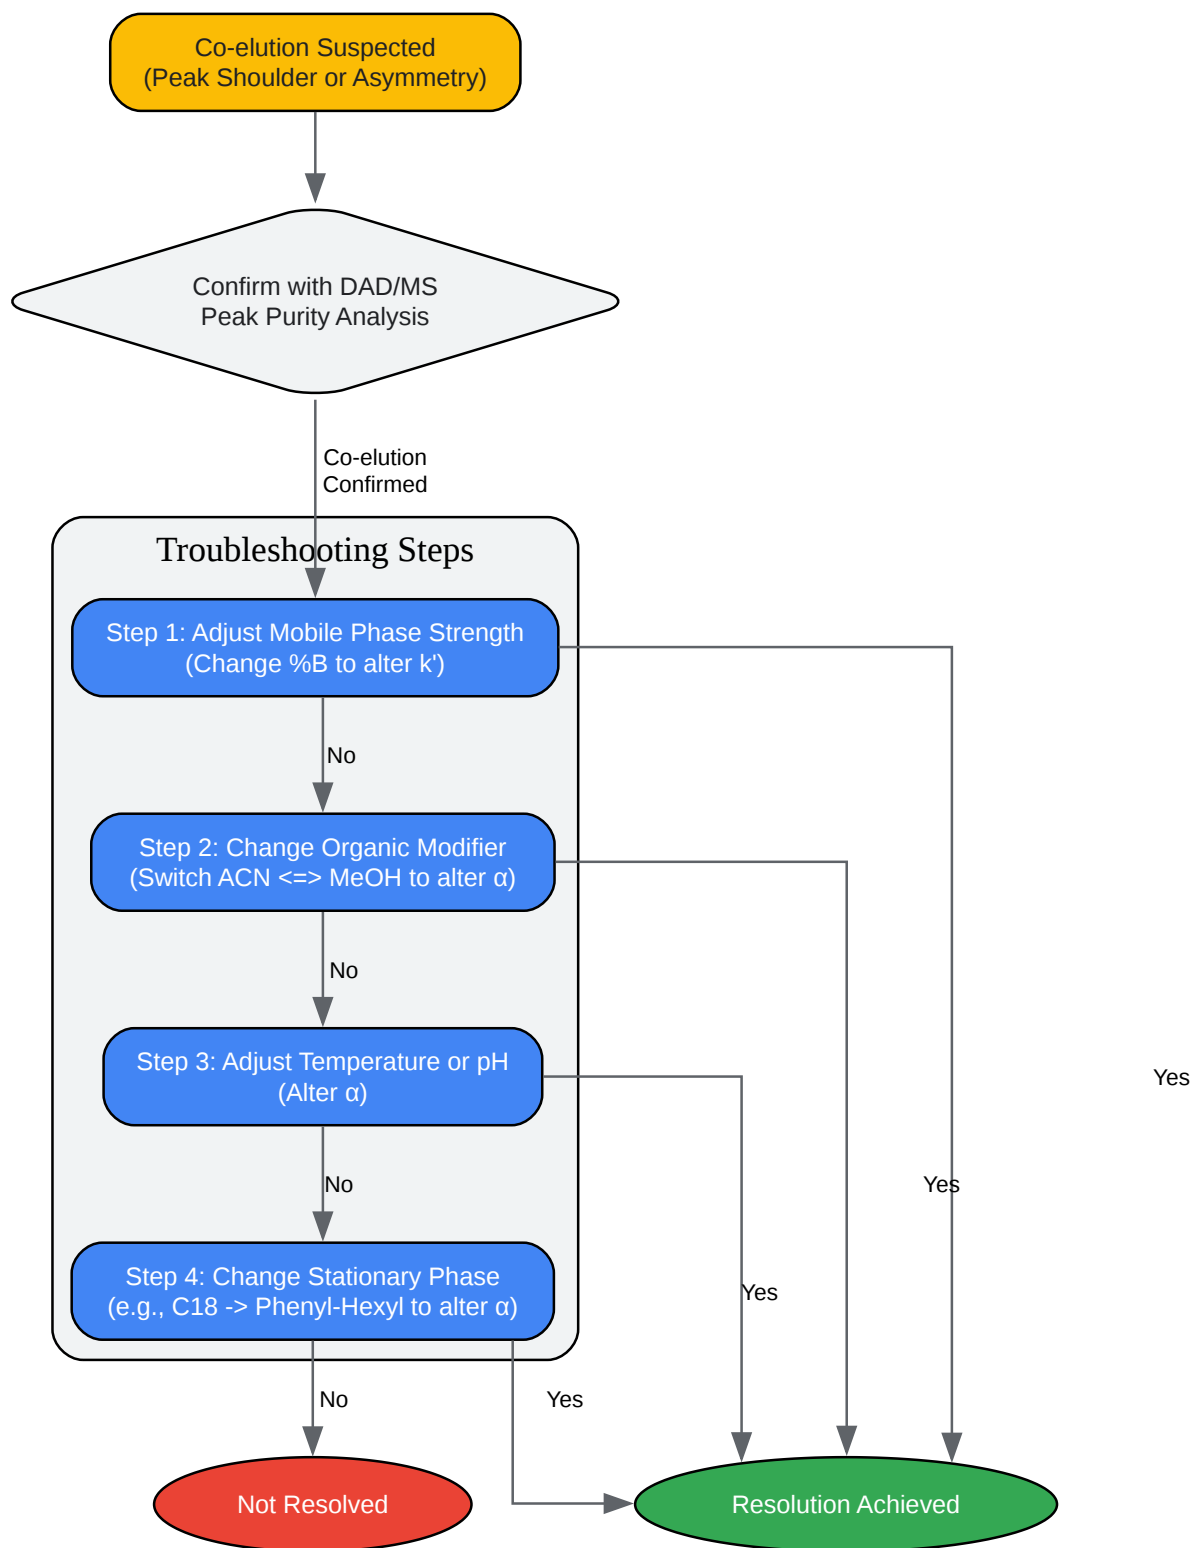 Co-elution Suspected
(Peak Shoulder or Asymmetry)
Confirm with DAD/MS
Peak Purity Analysis
Co-elution
Confirmed
Troubleshooting Steps
Step 1: Adjust Mobile Phase Strength
(Change %B to alter k')
No
Step 2: Change Organic Modifier
(Switch ACN <=> MeOH to alter α)
No
Step 3: Adjust Temperature or pH
(Alter α)
Yes
No
Yes
Step 4: Change Stationary Phase
(e.g., C18 -> Phenyl-Hexyl to alter α)
Yes
No
Yes
Not Resolved
Resolution Achieved